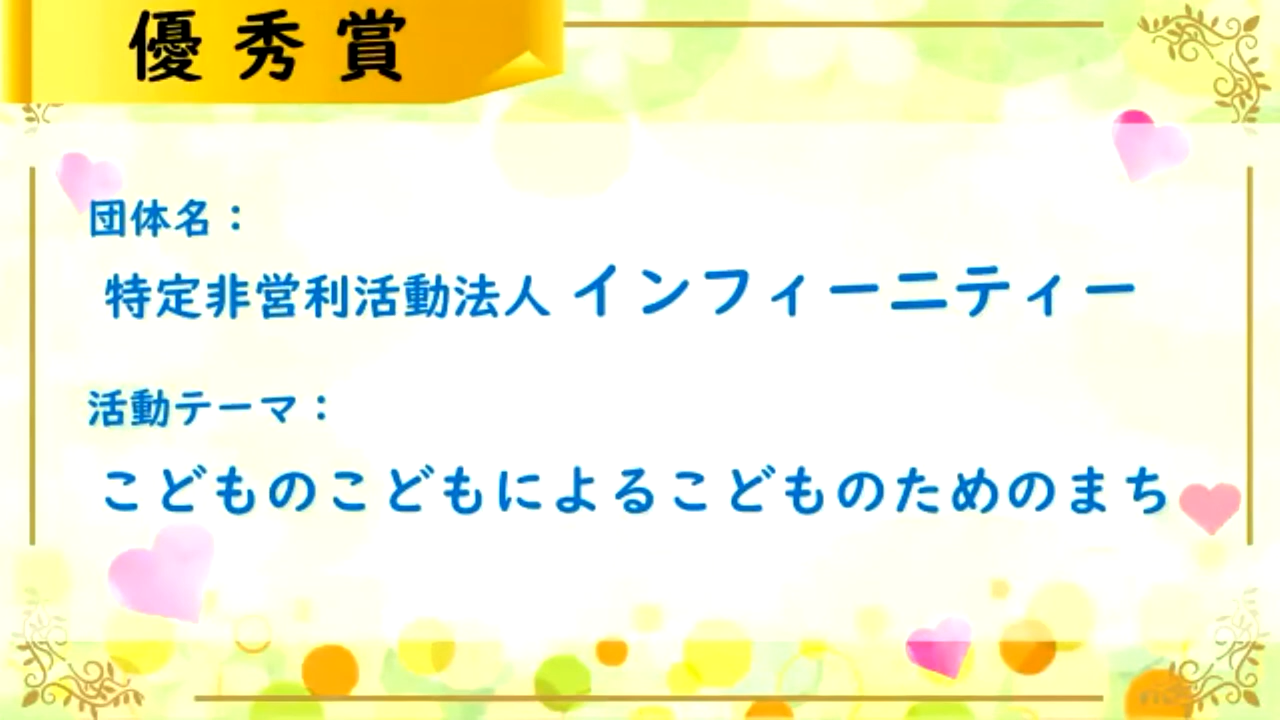 優秀賞
団体名：
特定非営利活動法人 インフィーニティー
活動テーマ：
こどものこどもによるこどものためのまち